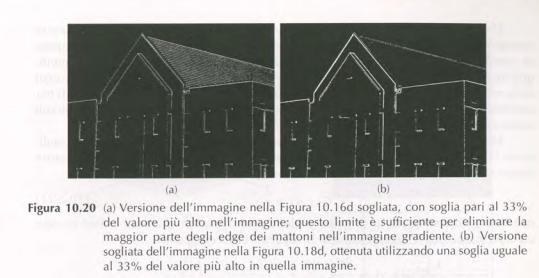 (a)
(b)
Figura 10.20 (a) Versione dell'immagine nella Figura 10.16d sogliata, con soglia pari al 33%
del valore più alto nell'immagine; questo limite è sufficiente per eliminare la
maggior parte degli edge dei mattoni nell'immagine gradiente. (b) Versione
sogliata dell'immagine nella Figura 10.18d, ottenuta utilizzando una soglia uguale
al 33% del valore più alto in quella immagine.